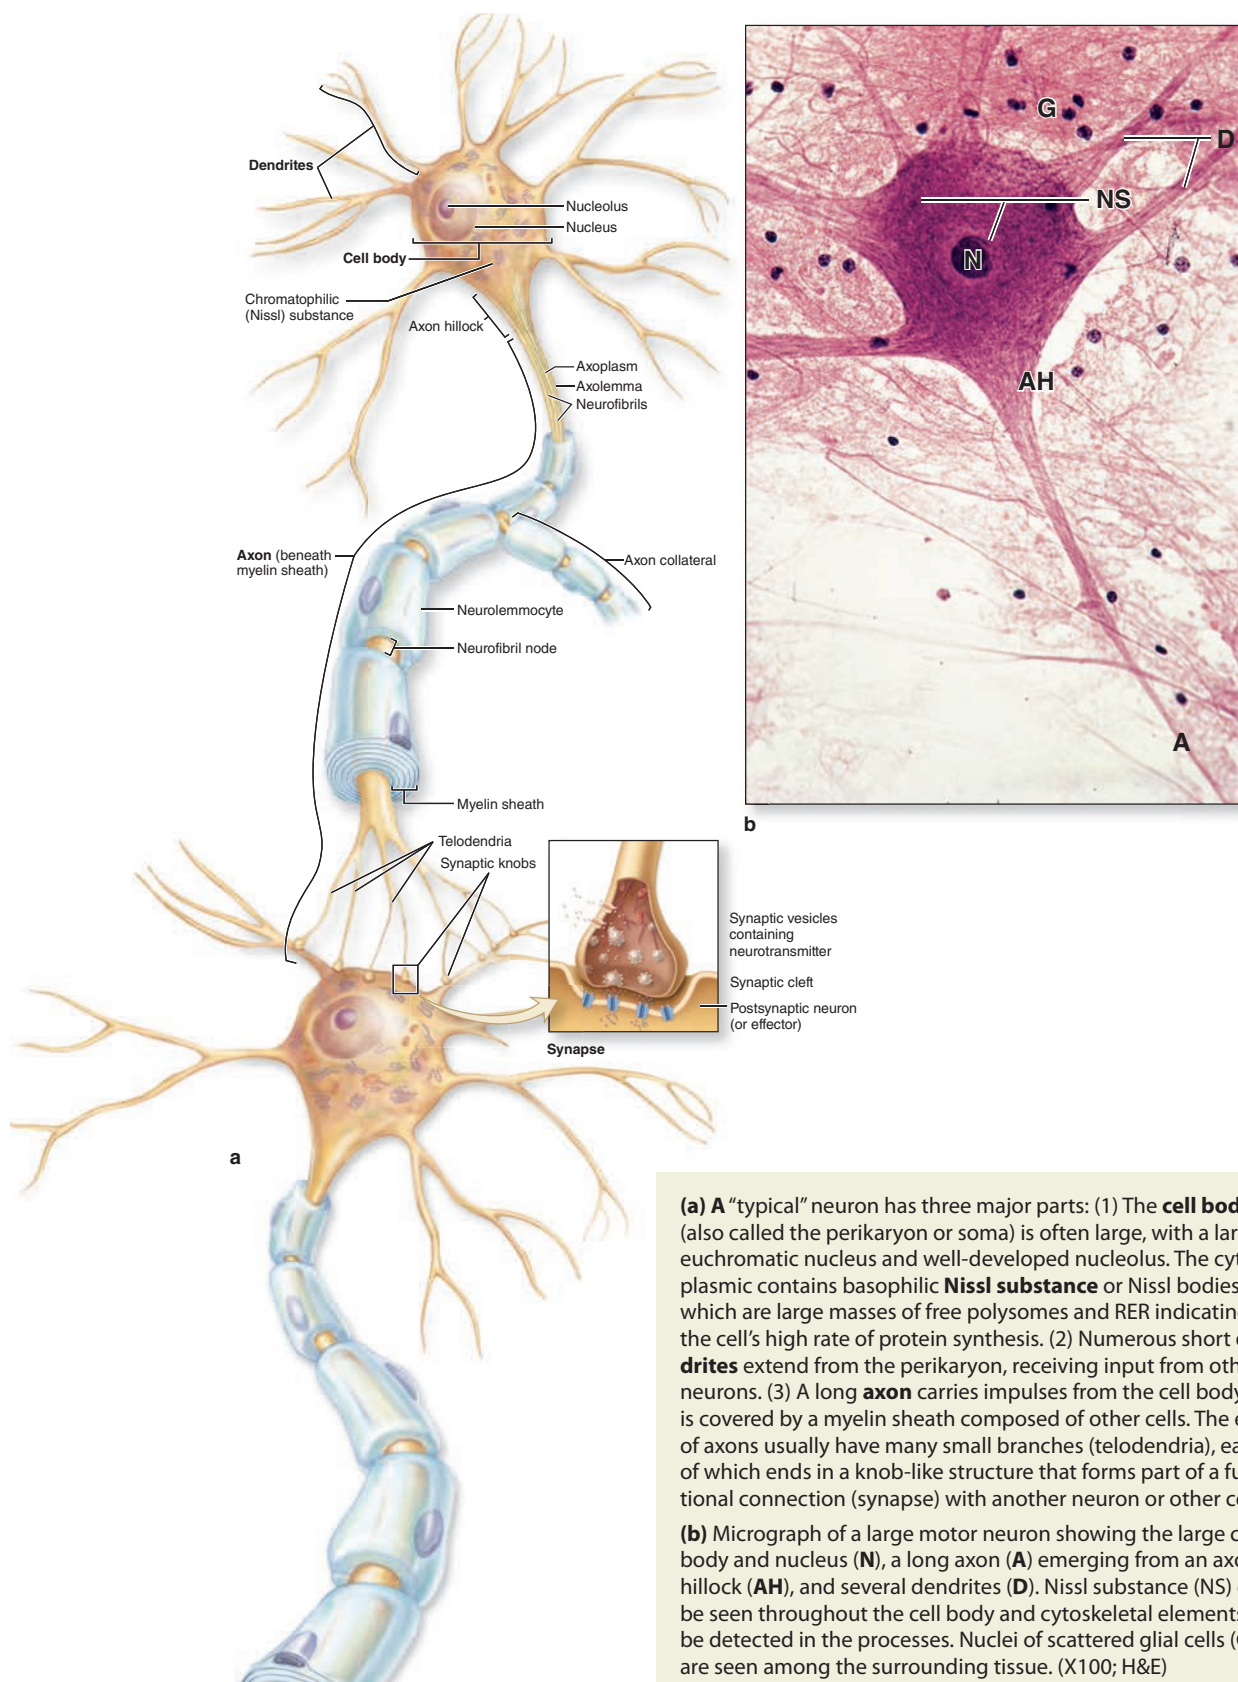 Dendrites
Nucleolus
Nucleus
Cell body
Chromatophilic
(Nissl) substance
Axon hillock
Axoplasm
Axolemma
Neurofibrils
Axon (beneath
myelin sheath)
Axon collateral
Neurolemmocyte
Neurofibril node
Myelin sheath
Telodendria
Synaptic knobs
Synaptic vesicles
containing
neurotransmitter
Synaptic cleft
Postsynaptic neuron
(or effector)
Synapse
a
G
D
NS
N
AH
A
b
(a) A “typical” neuron has three major parts: (1) The cell
(also called the perikaryon or soma) is often large, with a
euchromatic nucleus and well-developed nucleolus. The
plasmic contains basophilic Nissl substance or Nissl bodies
which are large masses of free polysomes and RER indicating
the cell’s high rate of protein synthesis. (2) Numerous short
drites extend from the perikaryon, receiving input from
neurons. (3) A long axon carries impulses from the cell body
is covered by a myelin sheath composed of other cells. The
of axons usually have many small branches (telodendria),
of which ends in a knob-like structure that forms part of a
tional connection (synapse) with another neuron or other
(b) Micrograph of a large motor neuron showing the large
body and nucleus (N), a long axon (A) emerging from an
hillock (AH), and several dendrites (D). Nissl substance (NS)
be seen throughout the cell body and cytoskeletal elements
be detected in the processes. Nuclei of scattered glial cells
are seen among the surrounding tissue. (X100; H&E)